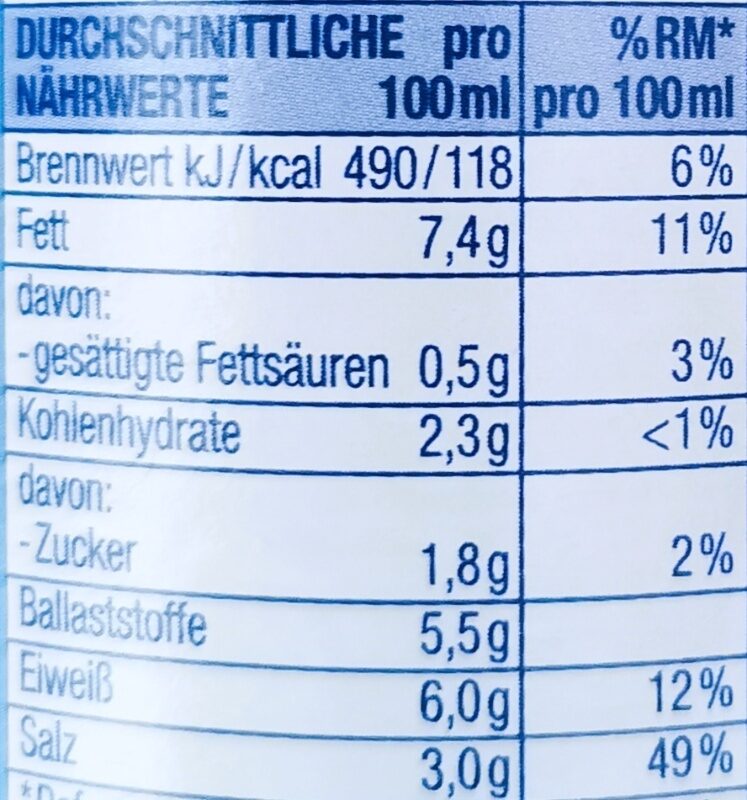 DURCHSCHNITTLICHE pro %RM*
NÄHRWERTE 100ml pro 100ml
Brennwert kJ/kcal 490/118 6%
Fett 7,4g 11%
davon:
-gesättigte Fettsäuren 0,5g 3%
Kohlenhydrate 2,3g <1%
davon:
-Zucker 1,8g 2%
Ballaststoffe 5,5g
Eiweiß 6,0g 12%
Salz 3,0g 49%